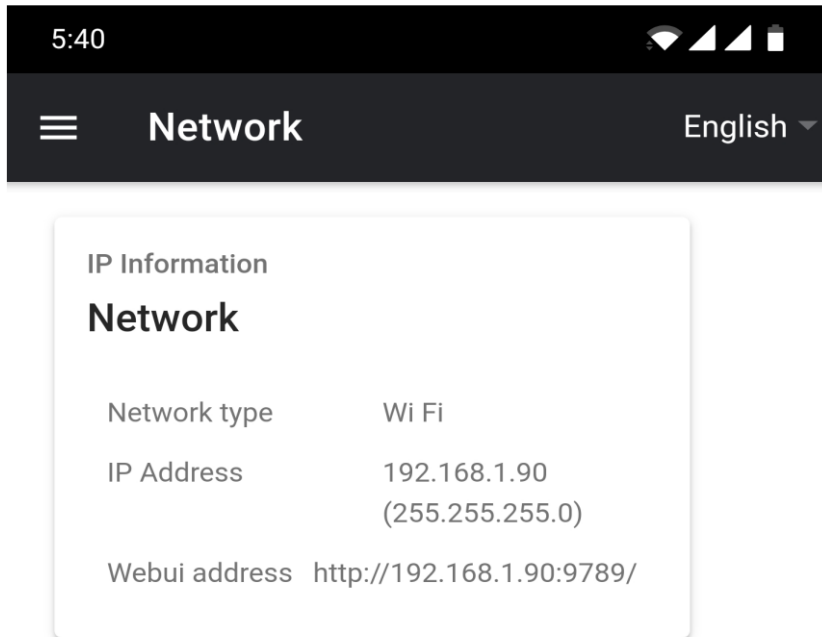 5:40
Network English
IP Information
Network
Network type Wi Fi
IP Address 192.168.1.90
(255.255.255.0)
Webui address http://192.168.1.90:9789/